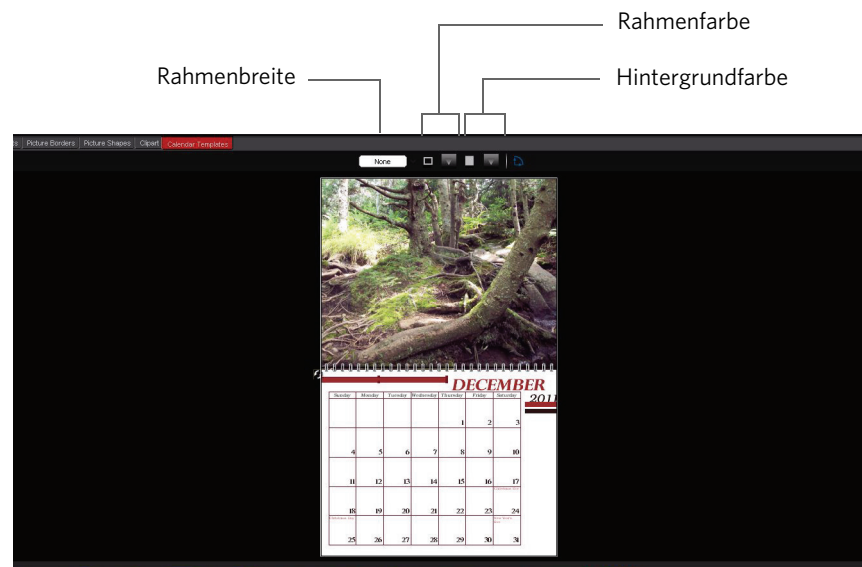 Rahmenfarbe
Rahmenbreite
Hintergrundfarbe
Picture Borders Picture Shapes Clipart Calendar Templates
None
DECEMBER
2011
Sunday Monday Tuesday Wednesday Thursday Friday Saturday
1 2 3
4 5 6 7 8 9 10
11 12 13 14 15 16 17
18 19 20 21 22 23 24
25 26 27 28 29 30 31